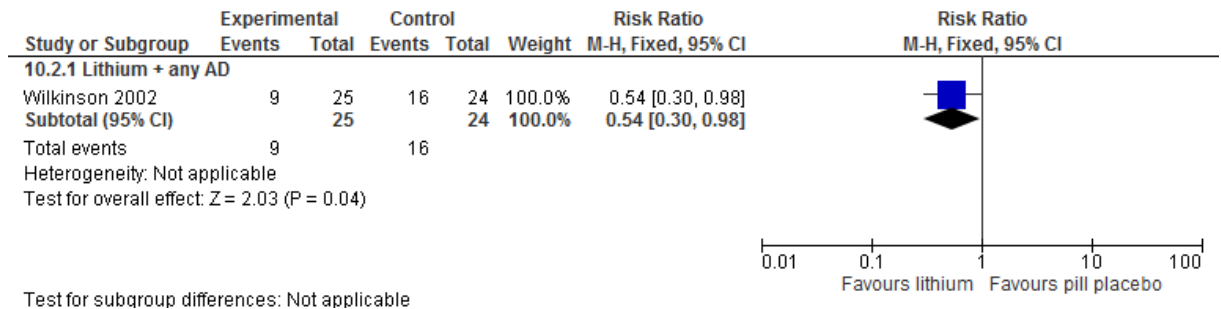 Experimental Control Risk Ratio Risk Ratio
Study or Subgroup Events Total Events Total Weight M-H, Fixed, 95% CI M-H, Fixed, 95% CI
10.2.1 Lithium + any AD
Wilkinson 2002 9 25 16 24 100.0% 0.54 [0.30, 0.98]
Subtotal (95% CI) 25 24 100.0% 0.54 [0.30, 0.98]
Total events 9 16
Heterogeneity: Not applicable
Test for overall effect: Z = 2.03 (P = 0.04)
0.01 0.1 1 10 100
Favours lithium Favours pill placebo
Test for subgroup differences: Not applicable